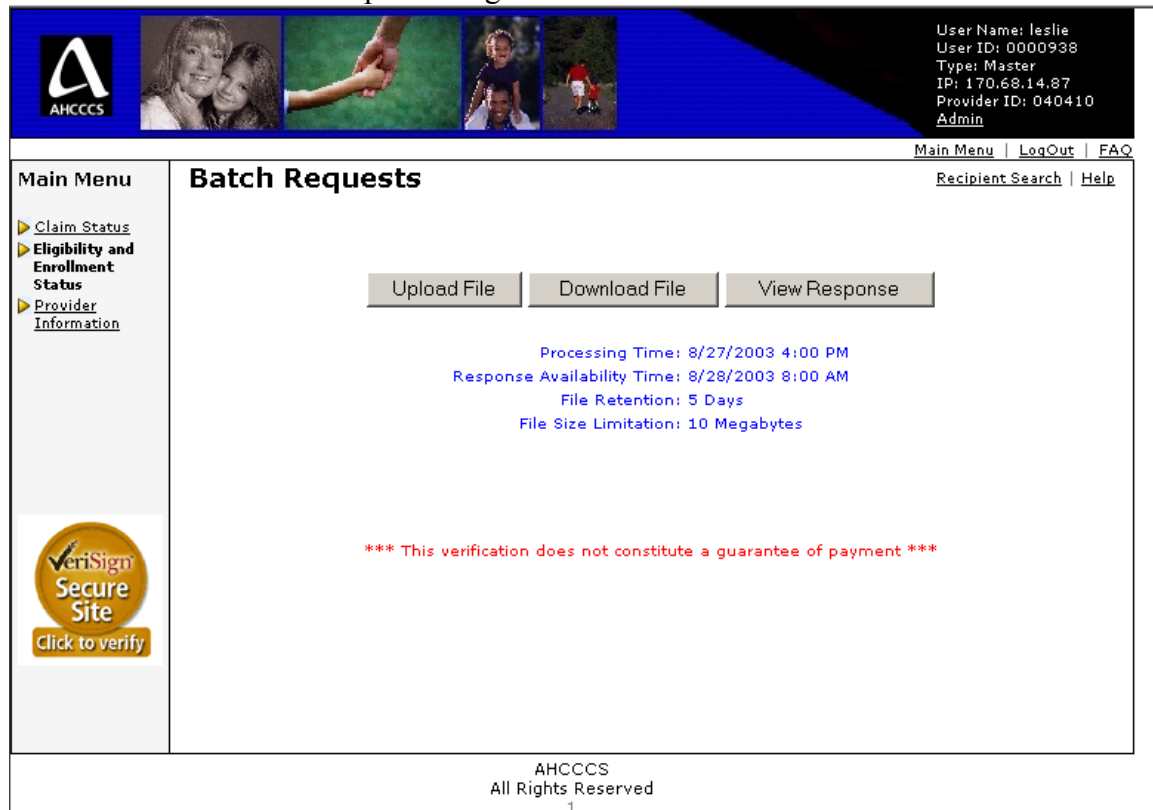 AHCCCS
User Name: leslie
User ID: 0000938
Type: Master
IP: 170.68.14.87
Provider ID: 040410
Admin
Main Menu | LogOut | FAQ
Main Menu
Batch Requests
Recipient Search | Help
Claim Status
Eligibility and
Enrollment
Status
Provider
Information
Upload File
Download File
View Response
Processing Time: 8/27/2003 4:00 PM
Response Availability Time: 8/28/2003 8:00 AM
File Retention: 5 Days
File Size Limitation: 10 Megabytes
*** This verification does not constitute a guarantee of payment ***
VeriSign
Secure
Site
Click to verify
AHCCCS
All Rights Reserved
1